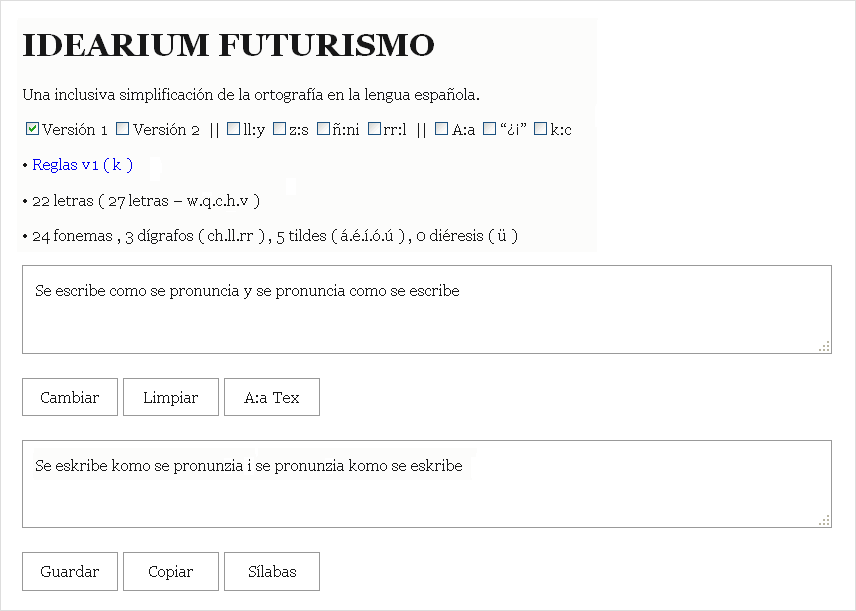 IDEARIUM FUTURISMO
Una inclusiva simplificación de la ortografía en la lengua española.
Versión 1 Versión 2 || ll:y z:s ñ:ni rr:l || A:a “¿¡” k:c
• Reglas v1 ( k )
• 22 letras ( 27 letras – w.q.c.h.v )
• 24 fonemas , 3 dígrafos ( ch.ll.rr ) , 5 tildes ( á.é.í.ó.ú ) , 0 diéresis ( ü )
Se escribe como se pronuncia y se pronuncia como se escribe
Cambiar Limpiar A:a Tex
Se eskribe komo se pronunzia i se pronunzia komo se eskribe
Guardar Copiar Sílabas